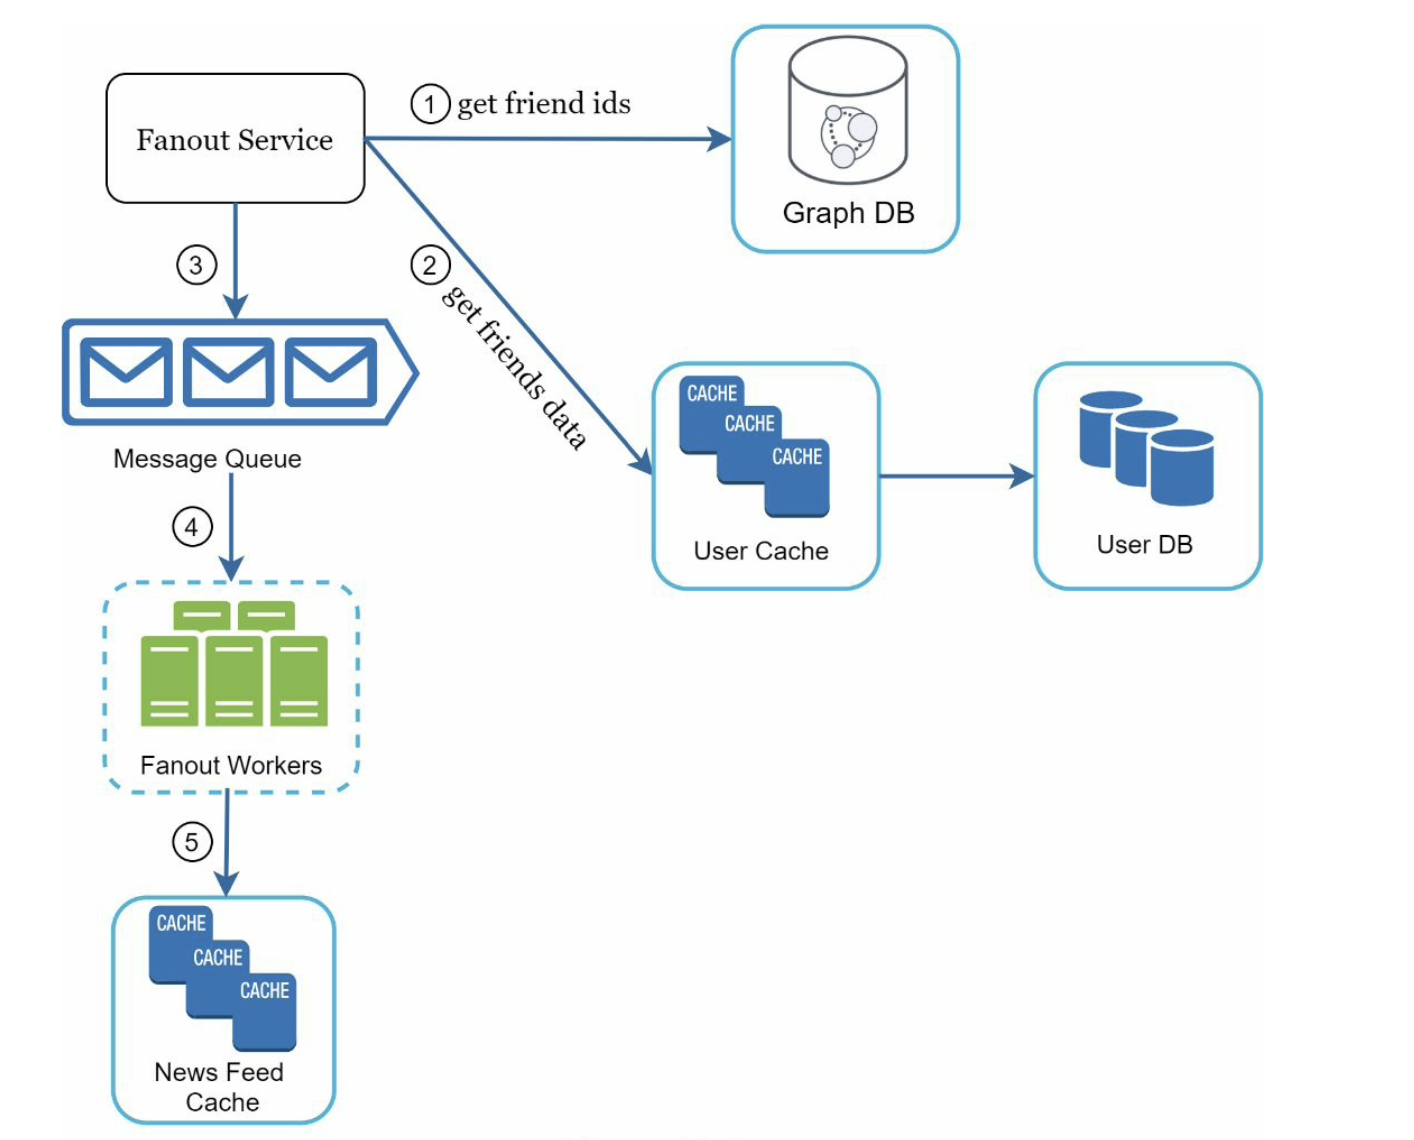 Fanout Service
1 get friend ids
Graph DB
2 get friends data
3
Message Queue
CACHE
CACHE
CACHE
User Cache
User DB
4
Fanout Workers
5
CACHE
CACHE
CACHE
News Feed
Cache